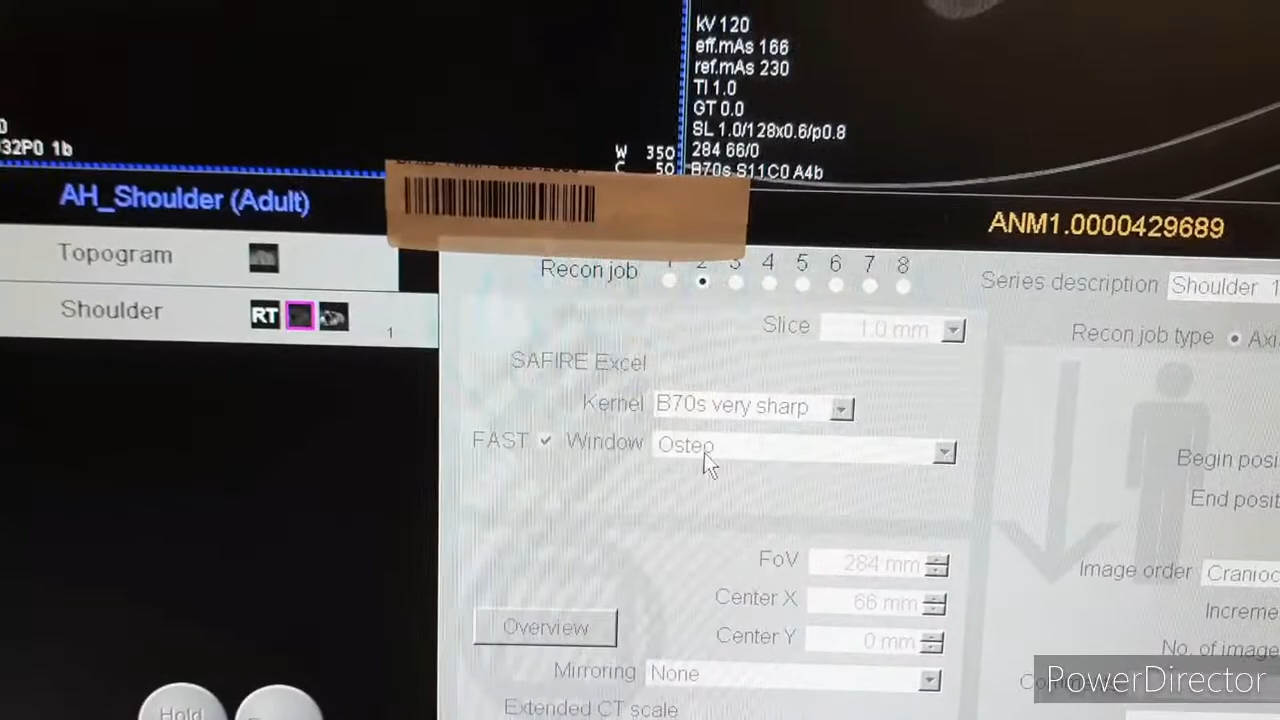 kV 120
eff.mAs 166
ref.mAs 230
TI 1.0
GT 0.0
SL 1.0/128x0.6/p0.8
284 66/0
B70s S11C0 A4b
032P0 1b
W 350
C 50
AH_Shoulder (Adult)
ANM1.0000429689
Topogram
Shoulder
RT
1
Recon job
1 2 3 4 5 6 7 8
Series description
Shoulder 1
Slice
1.0 mm
Recon job type
SAFIRE Excel
Kernel
B70s very sharp
FAST
Window
Osteo
Begin posi
End posit
FoV
284 mm
Center X
66 mm
Center Y
0 mm
Image order
Cranioc
Increme
No. of image
Overview
Mirroring
None
Extended CT scale
Hold
PowerDirector